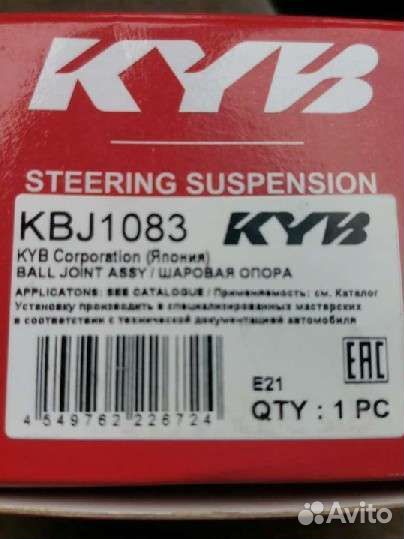 KYB
STEERING SUSPENSION
KBJ1083 KYB
KYB Corporation (Япония)
BALL JOINT ASSY / ШАРОВАЯ ОПОРА
APPLICATONS: SEE CATALOGUE / Применяемость: см. Каталог
Установку производить в специализированных мастерских
в соответствии с технической документацией автомобиля
EAC
E21
QTY : 1 PC
4 549762 226724
Avito